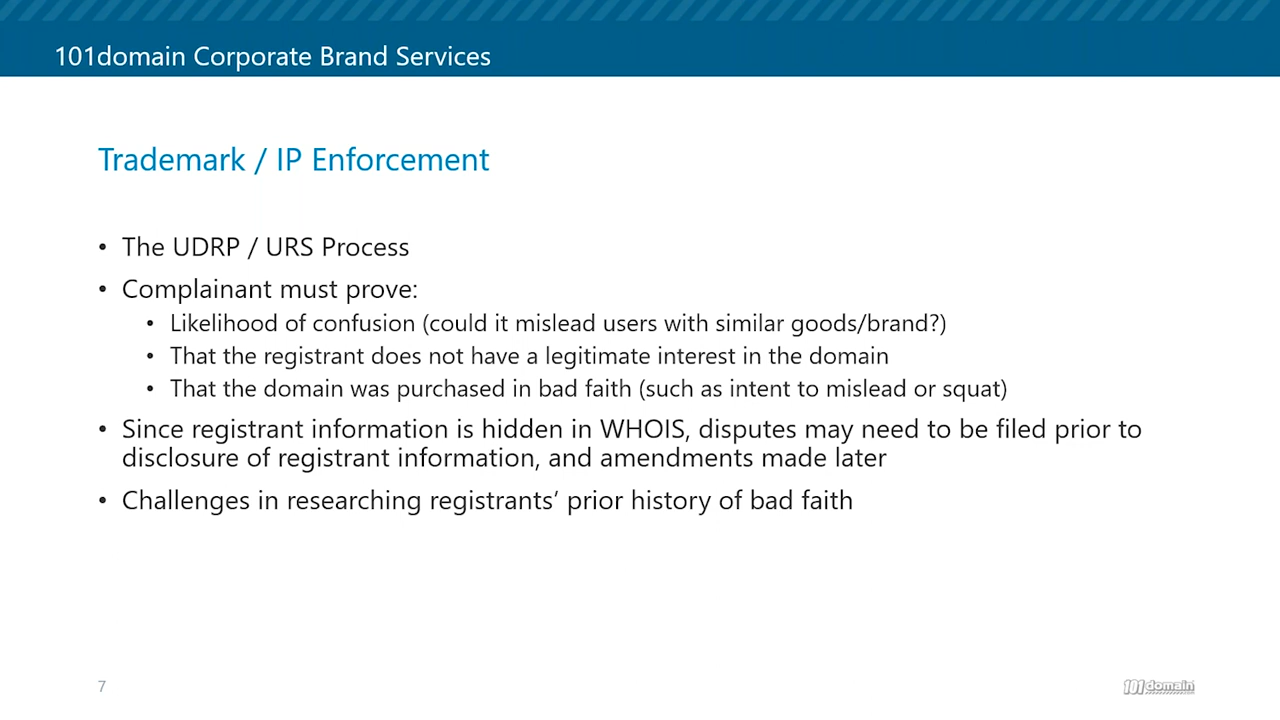 101domain Corporate Brand Services
Trademark / IP Enforcement
• The UDRP / URS Process
• Complainant must prove:
• Likelihood of confusion (could it mislead users with similar goods/brand?)
• That the registrant does not have a legitimate interest in the domain
• That the domain was purchased in bad faith (such as intent to mislead or squat)
• Since registrant information is hidden in WHOIS, disputes may need to be filed prior to
disclosure of registrant information, and amendments made later
• Challenges in researching registrants’ prior history of bad faith
7
101domain